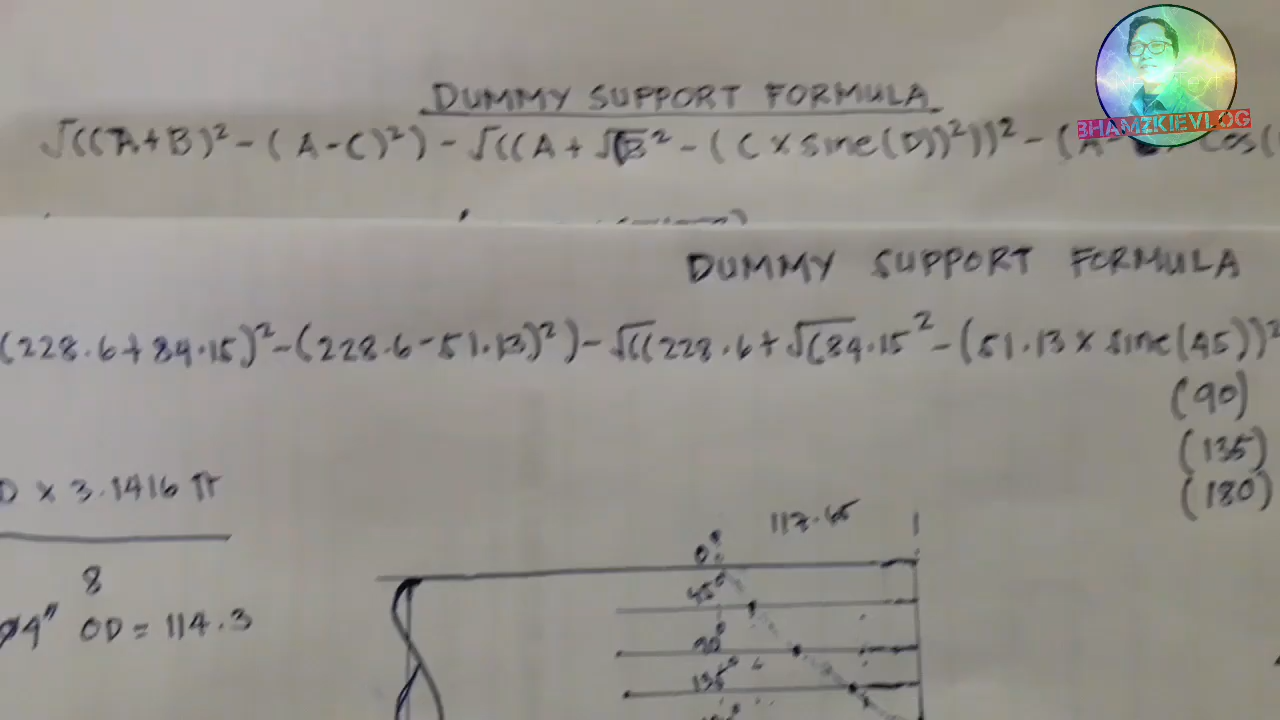 DUMMY SUPPORT FORMULA
√((A+B)² - (A-C)²) - √((A + √(B² - (C x sine(D))²))² - (A- cos(
BHAMZKIEVLOG
DUMMY SUPPORT FORMULA
(228.6+84.15)²-(228.6-51.13)²) - √((228.6+√(84.15² - (51.13 x sine(45))²
(90)
(135)
(180)
D x 3.1416 π
8
Ø4" OD = 114.3
117.65
0°
45°
90°
135°